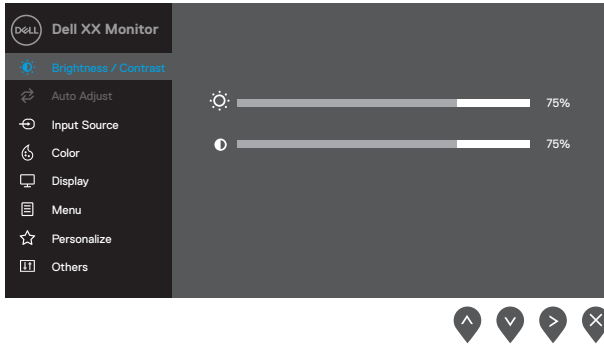 DELL
Dell XX Monitor
Brightness / Contrast
Auto Adjust
75%
Input Source
Color
75%
Display
Menu
Personalize
Others